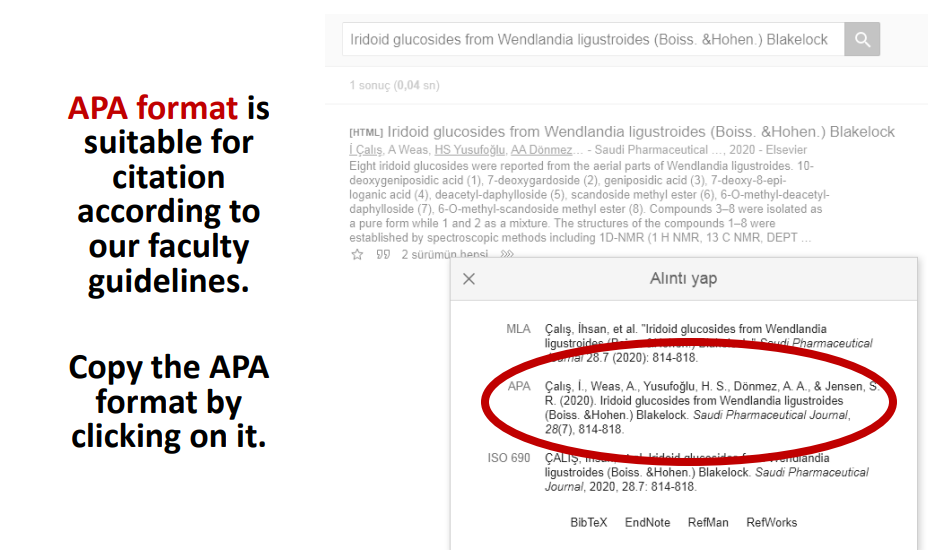 APA format is
suitable for
citation
according to
our faculty
guidelines.
Copy the APA
format by
clicking on it.
Iridoid glucosides from Wendlandia ligustroides (Boiss. &Hohen.) Blakelock
1 sonuç (0,04 sn)
[HTML] Iridoid glucosides from Wendlandia ligustroides (Boiss. &Hohen.) Blakelock
İ Çalış, A Weas, HS Yusufoğlu, AA Dönmez… - Saudi Pharmaceutical …, 2020 - Elsevier
Eight iridoid glucosides were reported from the aerial parts of Wendlandia ligustroides. 10-
deoxygeniposidic acid (1), 7-deoxygardoside (2), geniposidic acid (3), 7-deoxy-8-epi-
loganic acid (4), deacetyl-daphylloside (5), scandoside methyl ester (6), 6-O-methyl-deacetyl-
daphylloside (7), 6-O-methyl-scandoside methyl ester (8). Compounds 3–8 were isolated as
a pure form while 1 and 2 as a mixture. The structures of the compounds 1–8 were
established by spectroscopic methods including 1D-NMR (1 H NMR, 13 C NMR, DEPT …
2 sürümün hepsi
Alıntı yap
MLA Çalış, İhsan, et al. "Iridoid glucosides from Wendlandia
ligustroides (Boiss. &Hohen.) Blakelock." Saudi Pharmaceutical
Journal 28.7 (2020): 814-818.
APA Çalış, İ., Weas, A., Yusufoğlu, H. S., Dönmez, A. A., & Jensen, S.
R. (2020). Iridoid glucosides from Wendlandia ligustroides
(Boiss. &Hohen.) Blakelock. Saudi Pharmaceutical Journal,
28(7), 814-818.
ISO 690 ÇALIŞ, İhsan, et al. Iridoid glucosides from Wendlandia
ligustroides (Boiss. &Hohen.) Blakelock. Saudi Pharmaceutical
Journal, 2020, 28.7: 814-818.
BibTeX EndNote RefMan RefWorks